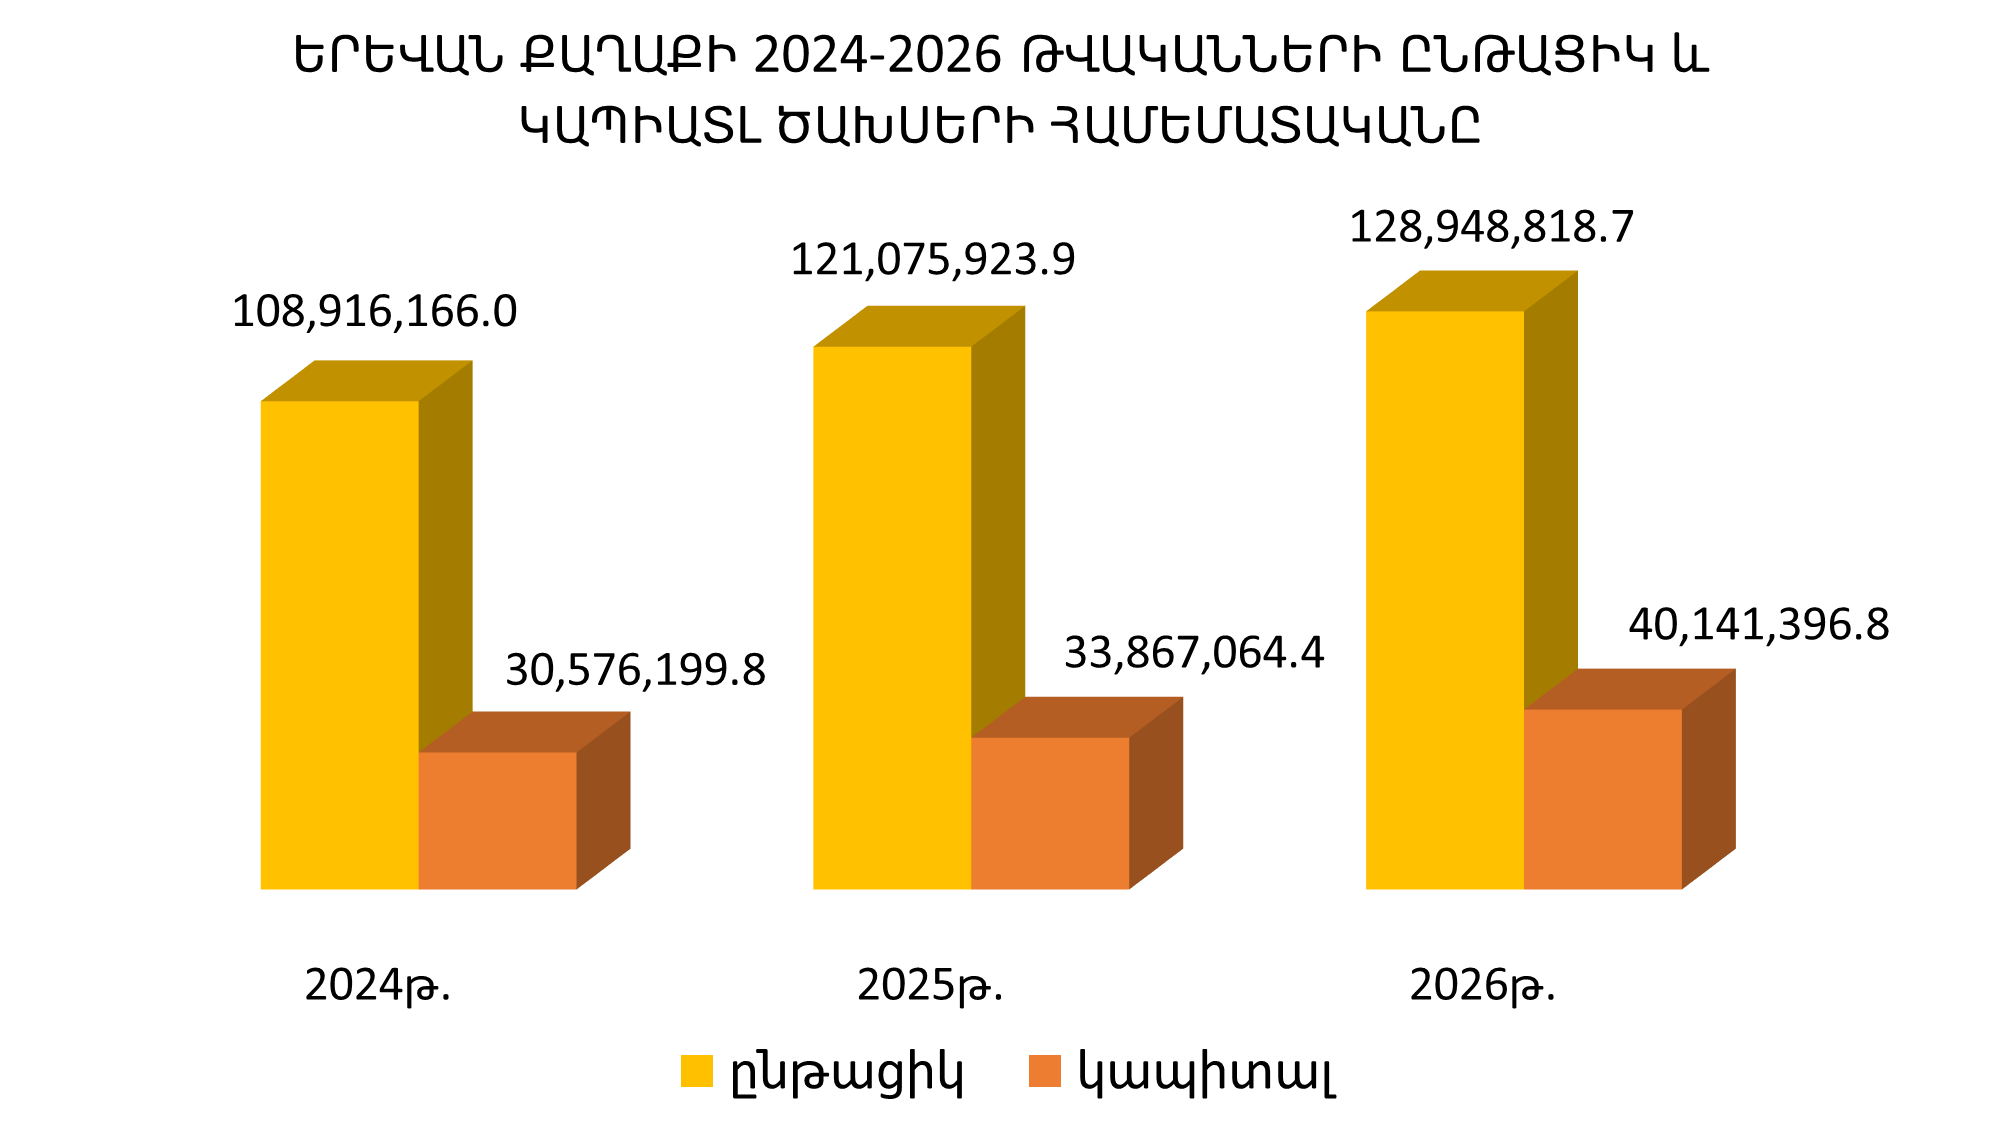 ԵՐԵՎԱՆ ՔԱՂԱՔԻ 2024-2026 ԹՎԱԿԱՆՆԵՐԻ ԸՆԹԱՑԻԿ և
ԿԱՊԻԱՏԼ ԾԱԽՍԵՐԻ ՀԱՄԵՄԱՏԱԿԱՆԸ
108,916,166.0
30,576,199.8
121,075,923.9
33,867,064.4
128,948,818.7
40,141,396.8
2024թ.
2025թ.
2026թ.
ընթացիկ
կապիտալ